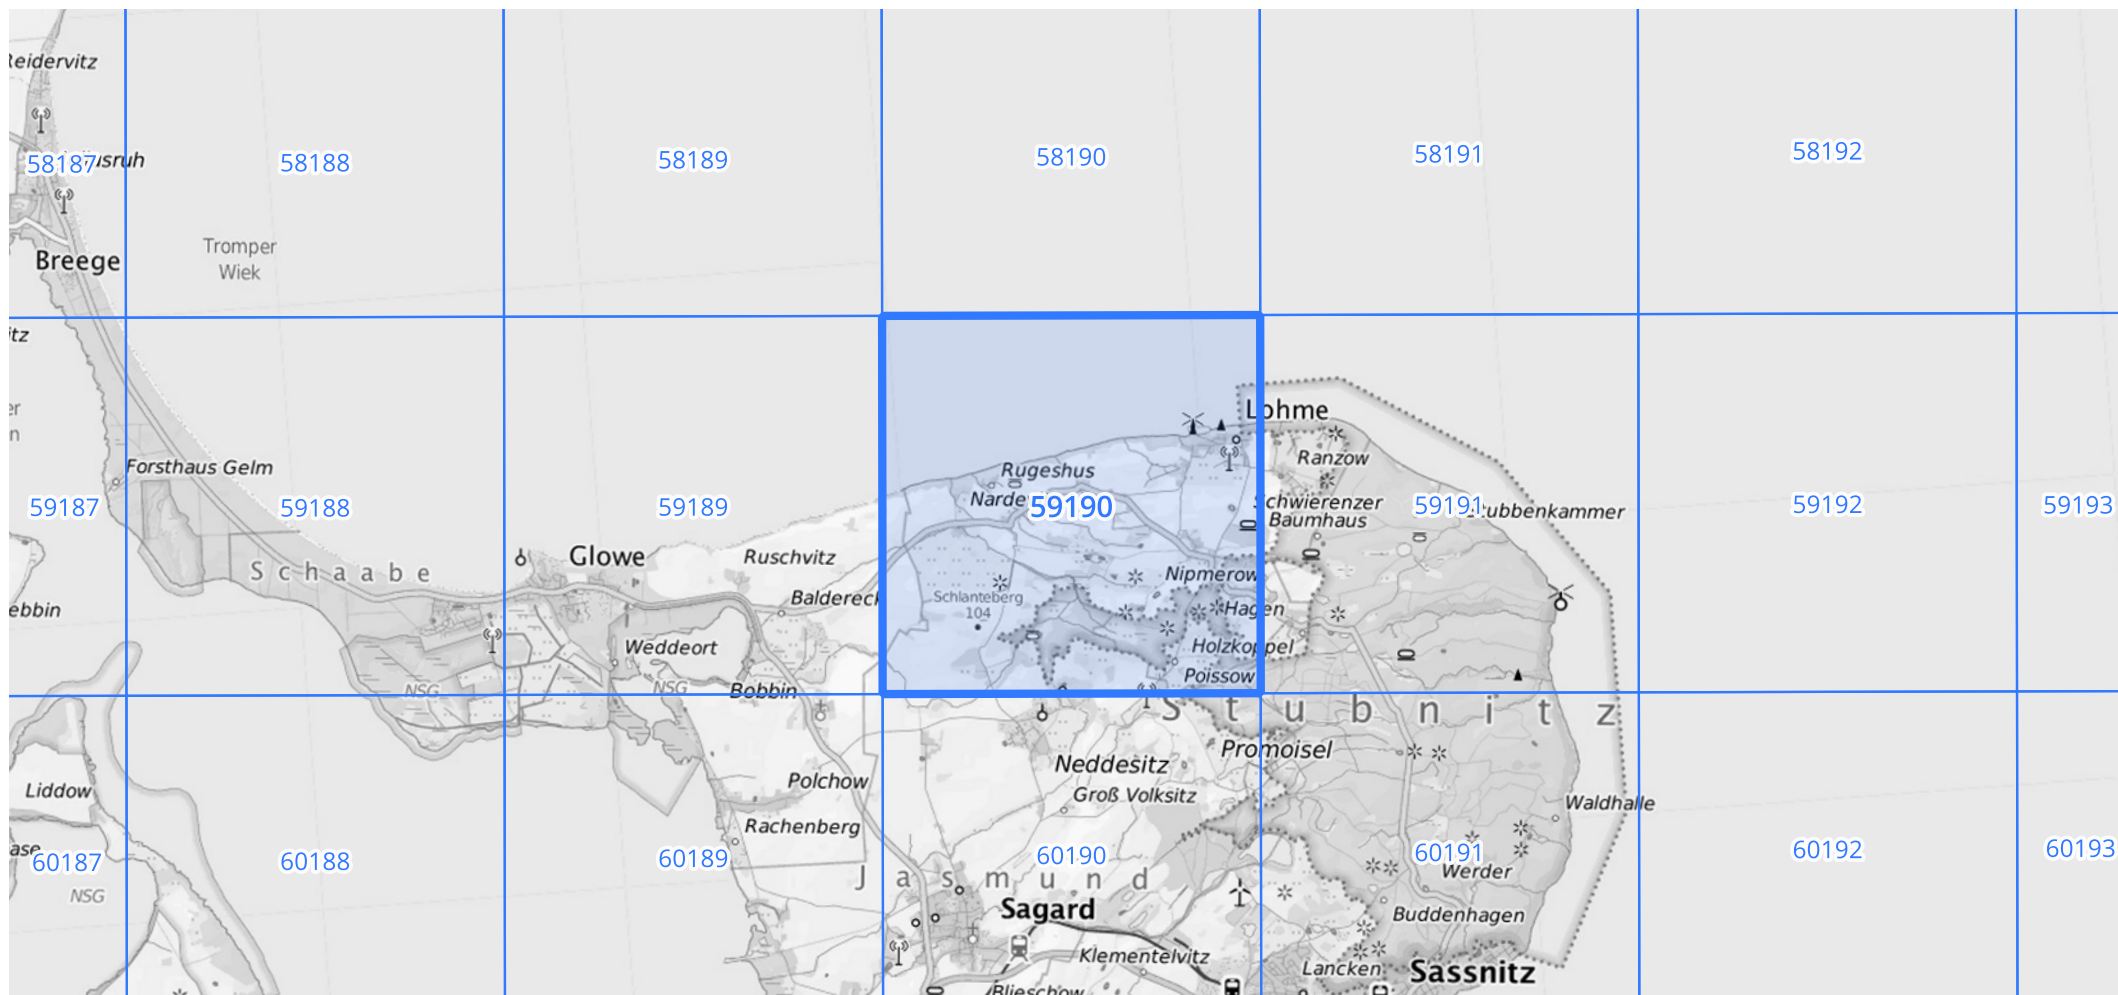 Reidervitz
58187
58188
58189
58190
58191
58192
Tromper
Wiek
Breege
Lohme
Forsthaus Gelm
Rugeshus
Ranzow
59187
59188
59189
59190
59191
59192
59193
Schwierenzer
Baumhaus
Glowe
Ruschvitz
Schaabe
Nipmerow
Baldereck
Schlanteberg
104
Hagen
Weddeort
Holzkoppel
Poissow
NSG
NSG
Bobbin
Stubnitz
Promoisel
Neddesitz
Polchow
Groß Volksitz
Liddow
Waldhalle
Rachenberg
60187
60188
60189
60190
60191
60192
60193
Werder
Jasmund
NSG
Sagard
Buddenhagen
Klementelvitz
Lancken
Sassnitz
Blieschow